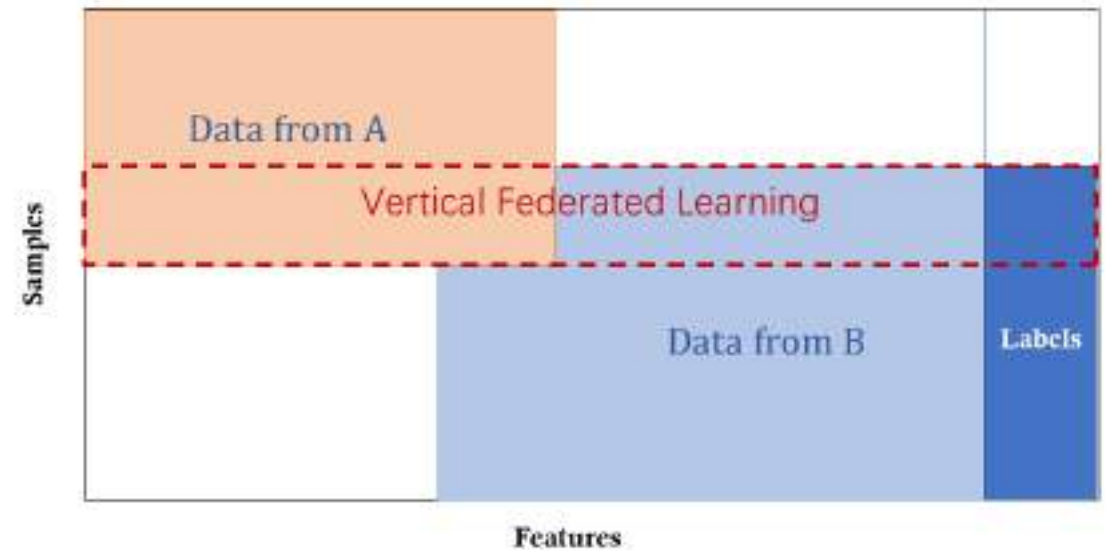 Data from A
Vertical Federated Learning
Samples
Data from B
Labels
Features